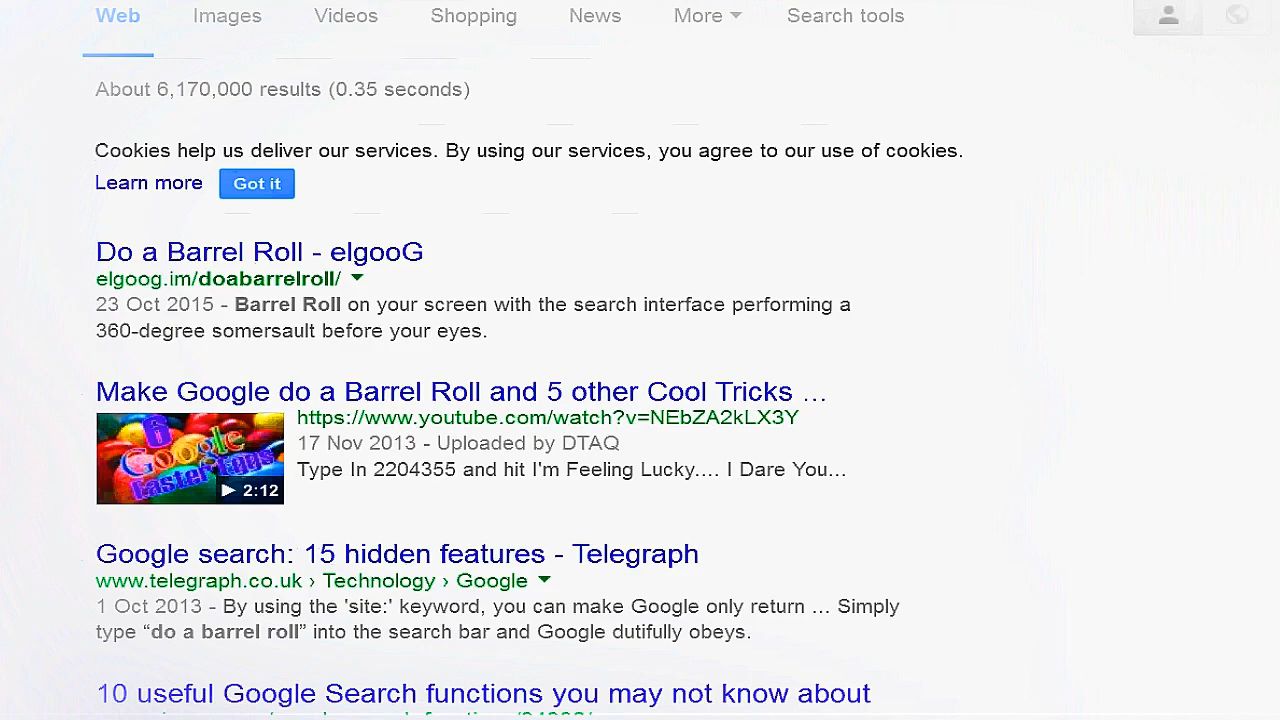 Web Images Videos Shopping News More Search tools
About 6,170,000 results (0.35 seconds)
Cookies help us deliver our services. By using our services, you agree to our use of cookies.
Learn more Got it
Do a Barrel Roll - elgooG
elgoog.im/doabarrelroll/
23 Oct 2015 - Barrel Roll on your screen with the search interface performing a
360-degree somersault before your eyes.
Make Google do a Barrel Roll and 5 other Cool Tricks ...
https://www.youtube.com/watch?v=NEbZA2kLX3Y
17 Nov 2013 - Uploaded by DTAQ
Type In 2204355 and hit I'm Feeling Lucky.... I Dare You...
6
Google
Easter Eggs
2:12
Google search: 15 hidden features - Telegraph
www.telegraph.co.uk › Technology › Google
1 Oct 2013 - By using the 'site:' keyword, you can make Google only return ... Simply
type “do a barrel roll” into the search bar and Google dutifully obeys.
10 useful Google Search functions you may not know about